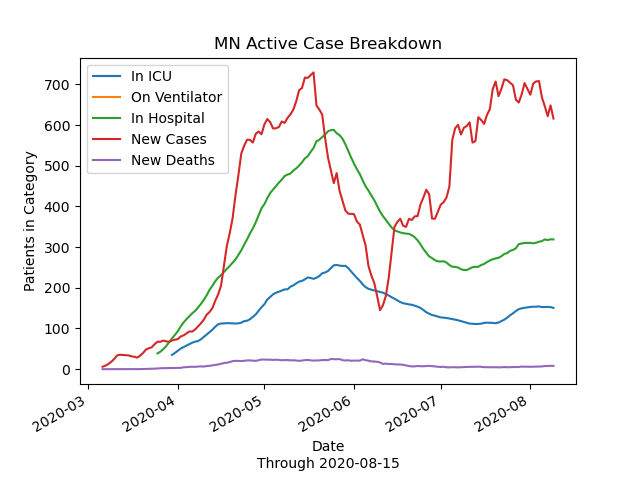 MN Active Case Breakdown
In ICU
On Ventilator
In Hospital
New Cases
New Deaths
Patients in Category
700
600
500
400
300
200
100
0
2020-03
2020-04
2020-05
2020-06
2020-07
2020-08
Date
Through 2020-08-15